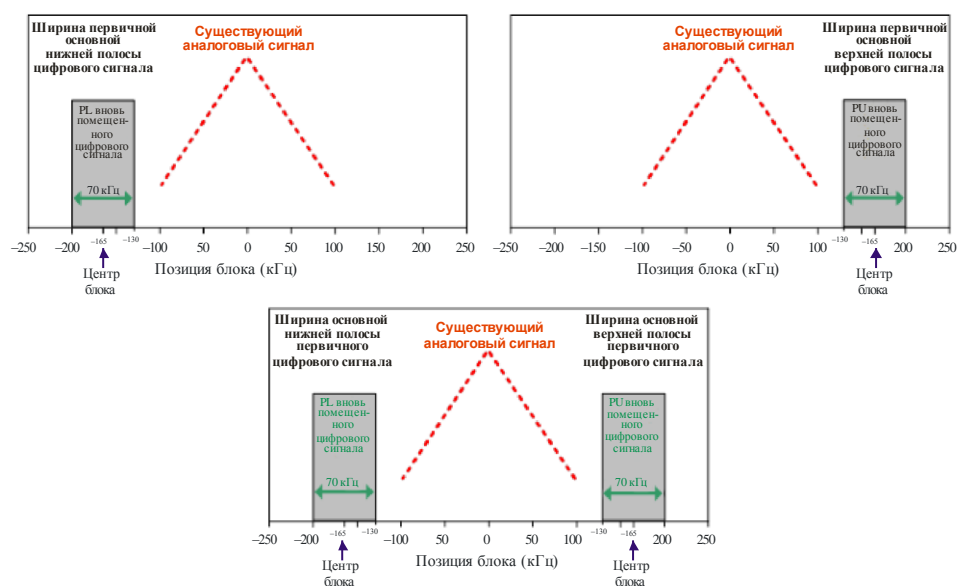 Ширина первичной
основной
нижней полосы
цифрового сигнала
Существующий
аналоговый сигнал
PL вновь
помещен-
ного
цифрового
сигнала
70 кГц
–250 –200 –165 –130 –100 50 0 50 100 150 200 250
Позиция блока (кГц)
Центр
блока
Существующий
аналоговый сигнал
Ширина первичной
основной
верхней полосы
цифрового сигнала
PU вновь
помещен-
ного
цифрового
сигнала
70 кГц
–250 –200 –150 –100 50 0 50 100 –130 –165 200 250
Позиция блока (кГц)
Центр
блока
Ширина основной
нижней полосы
первичного
цифрового сигнала
Существующий
аналоговый сигнал
Ширина основной
верхней полосы
первичного
цифрового сигнала
PL вновь
помещен-
ного
цифрового
сигнала
70 кГц
PU вновь
помещен-
ного
цифрового
сигнала
70 кГц
–250 –200 –165 –130 –100 50 0 50 100 –130 –165 200 250
Позиция блока (кГц)
Центр
блока
Центр
блока